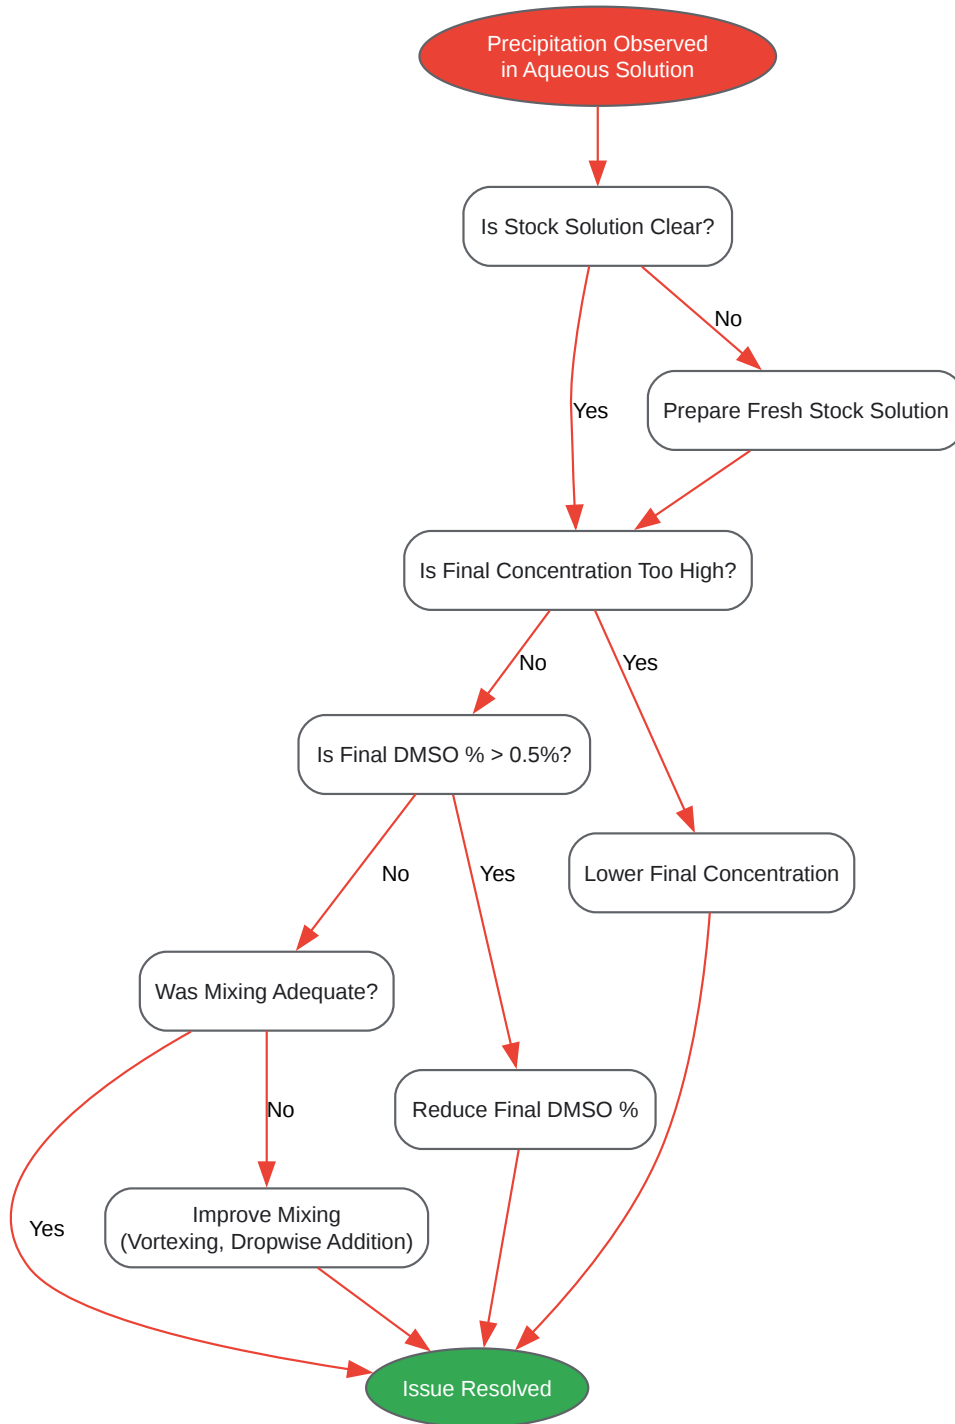 Precipitation Observed
in Aqueous Solution
Is Stock Solution Clear?
No
Yes
Prepare Fresh Stock Solution
Is Final Concentration Too High?
No
Yes
Is Final DMSO % > 0.5%?
No
Yes
Lower Final Concentration
Was Mixing Adequate?
No
Reduce Final DMSO %
Yes
Improve Mixing
(Vortexing, Dropwise Addition)
Issue Resolved